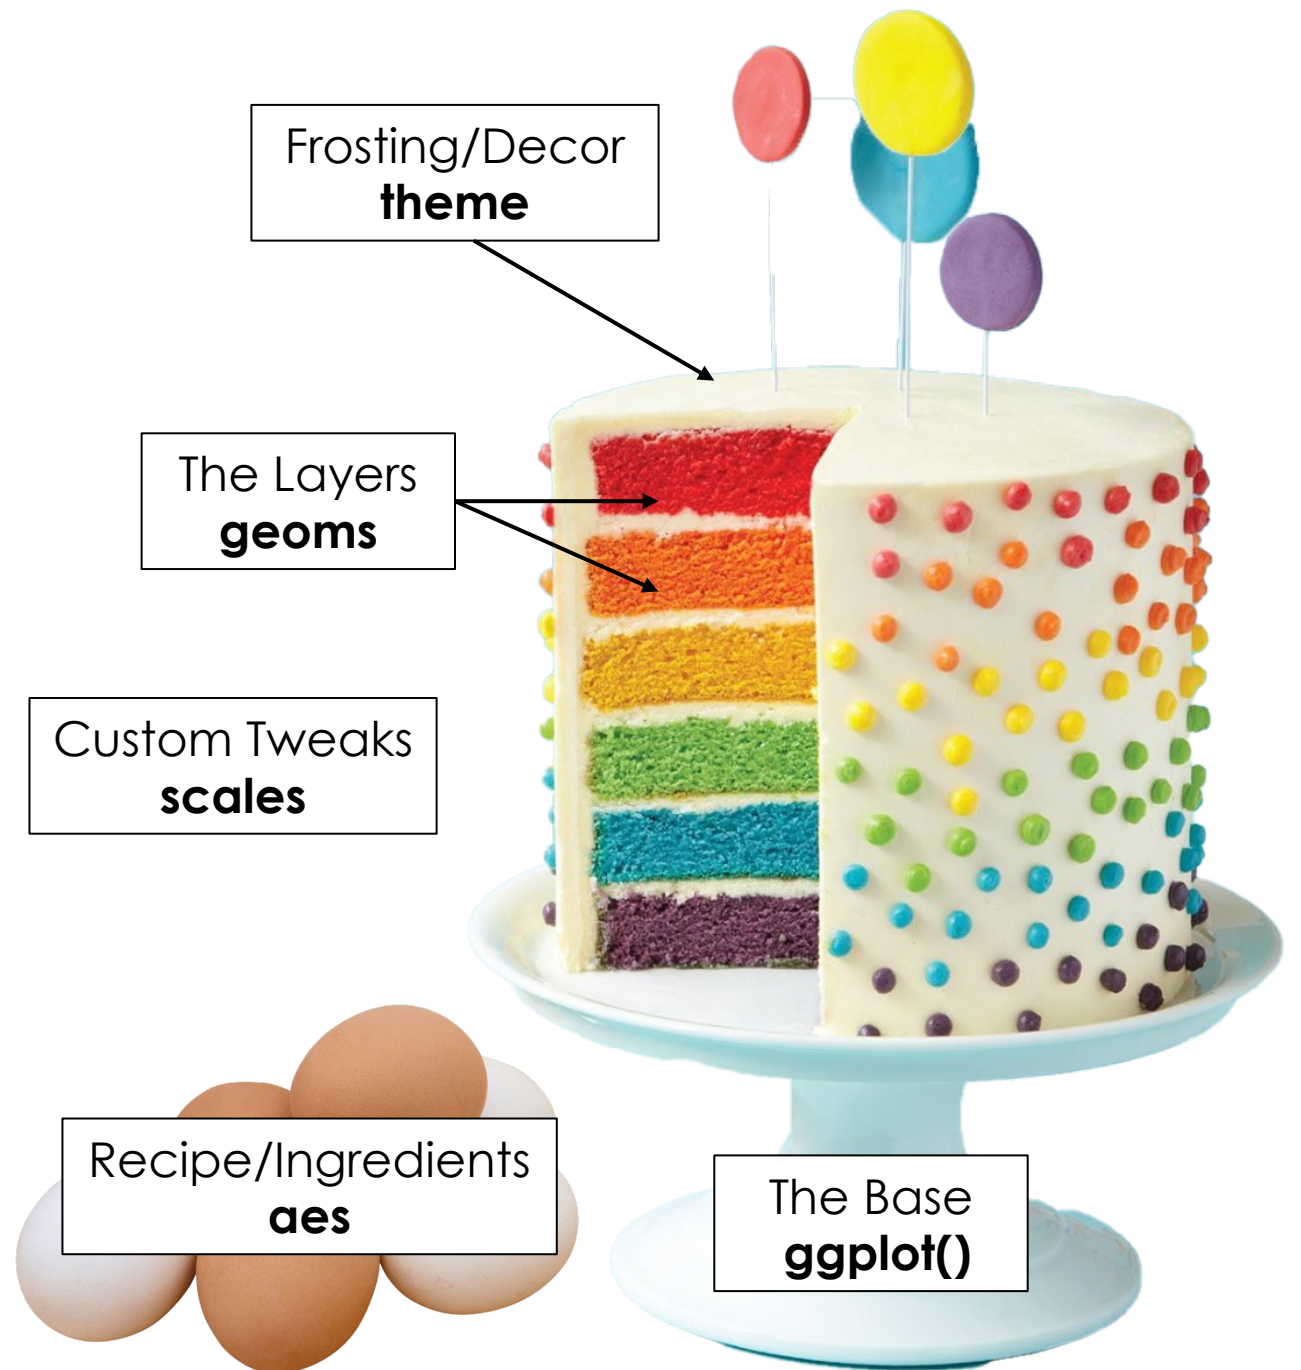 Frosting/Decor
theme
The Layers
geoms
Custom Tweaks
scales
Recipe/Ingredients
aes
The Base
ggplot()